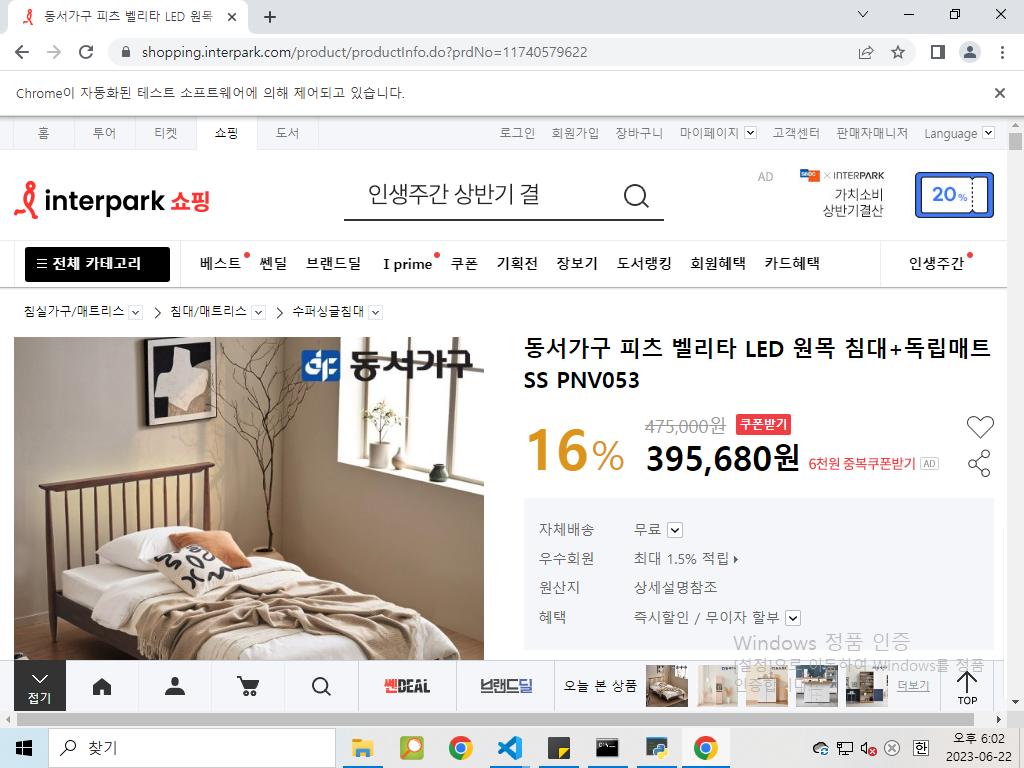 동서가구 피츠 벨리타 LED 원목
shopping.interpark.com/product/productInfo.do?prdNo=11740579622
Chrome이 자동화된 테스트 소프트웨어에 의해 제어되고 있습니다.
홈 투어 티켓 쇼핑 도서 로그인 회원가입 장바구니 마이페이지 고객센터 판매자매니저 Language
interpark 쇼핑
인생주간 상반기 결
AD
× INTERPARK
가치소비
상반기결산
20%
전체 카테고리 베스트 쎈딜 브랜드딜 I prime 쿠폰 기획전 장보기 도서랭킹 회원혜택 카드혜택 인생주간
침실가구/매트리스 침대/매트리스 수퍼싱글침대
동서가구
동서가구 피츠 벨리타 LED 원목 침대+독립매트
SS PNV053
16%
475,000원 쿠폰받기
395,680원 6천원 중복쿠폰받기 AD
자체배송 무료
우수회원 최대 1.5% 적립
원산지 상세설명참조
혜택 즉시할인 / 무이자 할부
Windows 정품 인증
[설정]으로 이동하여 Windows를 정품
인증합니다.
접기 쎈DEAL 브랜드딜 오늘 본 상품 더보기 TOP
찾기
한
오후 6:02
2023-06-22